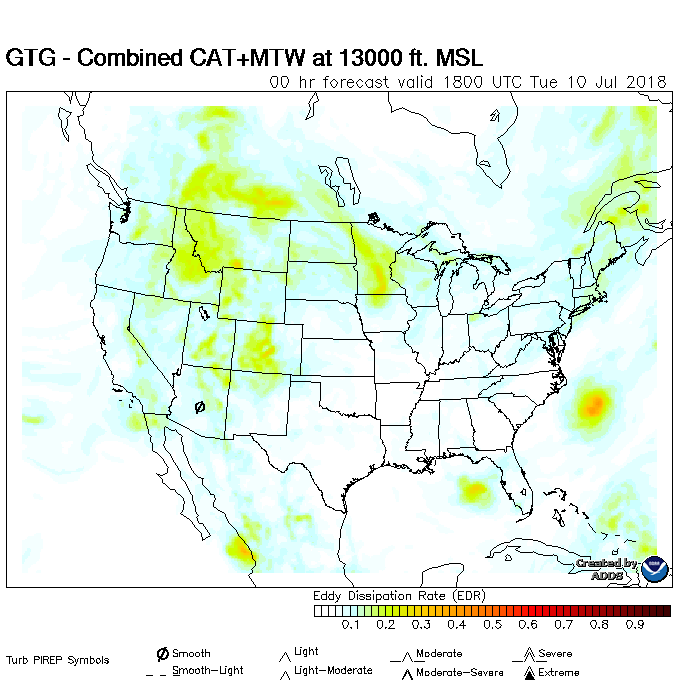 GTG - Combined CAT+MTW at 13000 ft. MSL
00 hr forecast valid 1800 UTC Tue 10 Jul 2018
Created by
ADDS
Eddy Dissipation Rate (EDR)
0.1 0.2 0.3 0.4 0.5 0.6 0.7 0.8 0.9
Turb PIREP Symbols
Smooth Light Moderate Severe
Smooth-Light Light-Moderate Moderate-Severe Extreme